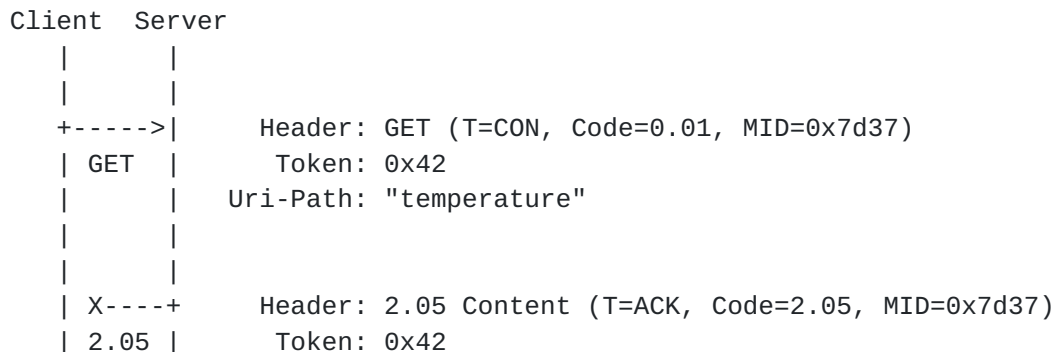 Client  Server
   |      |
   |      |
   +----->|     Header: GET (T=CON, Code=0.01, MID=0x7d37)
   | GET  |      Token: 0x42
   |      |   Uri-Path: "temperature"
   |      |
   |      |
   | X----+     Header: 2.05 Content (T=ACK, Code=2.05, MID=0x7d37)
   | 2.05 |      Token: 0x42